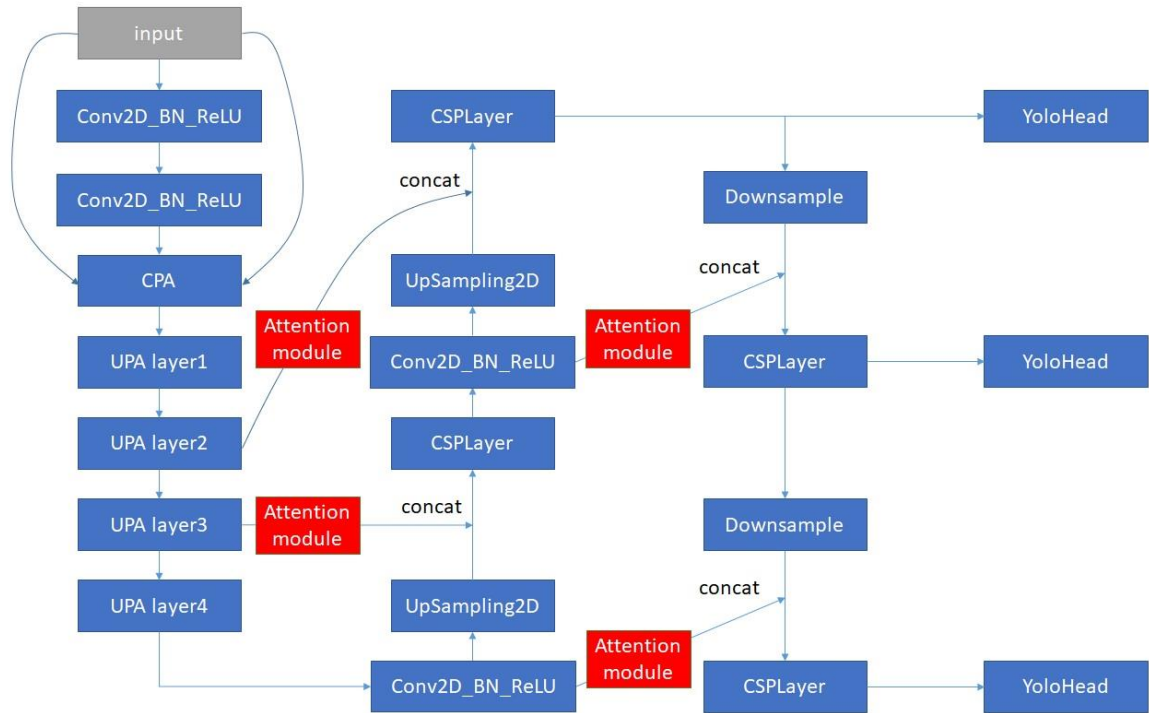 input
Conv2D_BN_ReLU
Conv2D_BN_ReLU
CPA
UPA layer1
UPA layer2
UPA layer3
UPA layer4
Attention
module
Attention
module
CSPLayer
concat
UpSampling2D
Conv2D_BN_ReLU
CSPLayer
concat
UpSampling2D
Conv2D_BN_ReLU
Attention
module
Attention
module
Downsample
concat
CSPLayer
Downsample
concat
CSPLayer
YoloHead
YoloHead
YoloHead